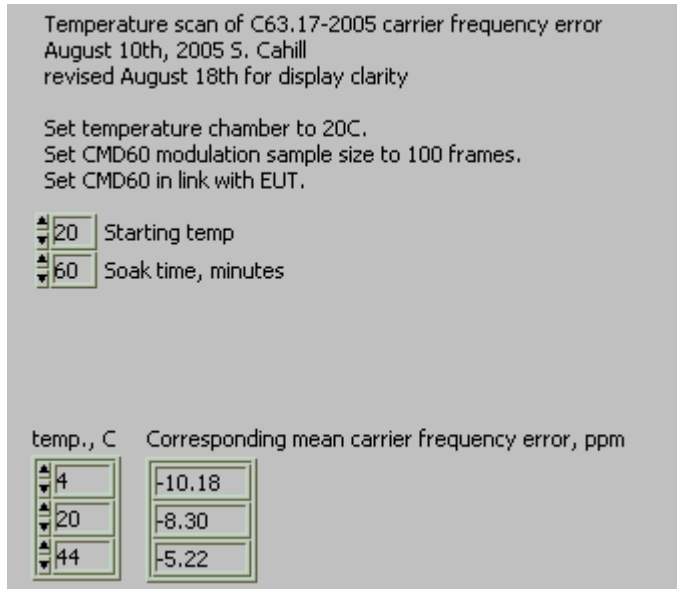 Temperature scan of C63.17-2005 carrier frequency error
August 10th, 2005 S. Cahill
revised August 18th for display clarity
Set temperature chamber to 20C.
Set CMD60 modulation sample size to 100 frames.
Set CMD60 in link with EUT.
20 Starting temp
60 Soak time, minutes
temp., C Corresponding mean carrier frequency error, ppm
4 -10.18
20 -8.30
44 -5.22